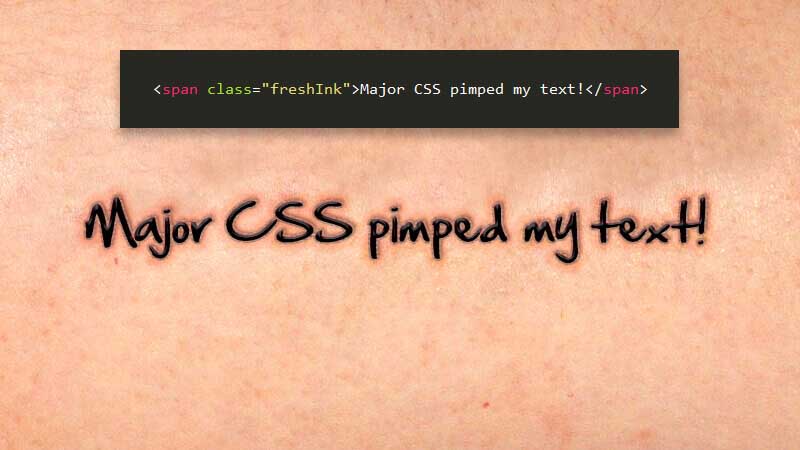 <span class="freshInk">Major CSS pimped my text!</span>
Major CSS pimped my text!